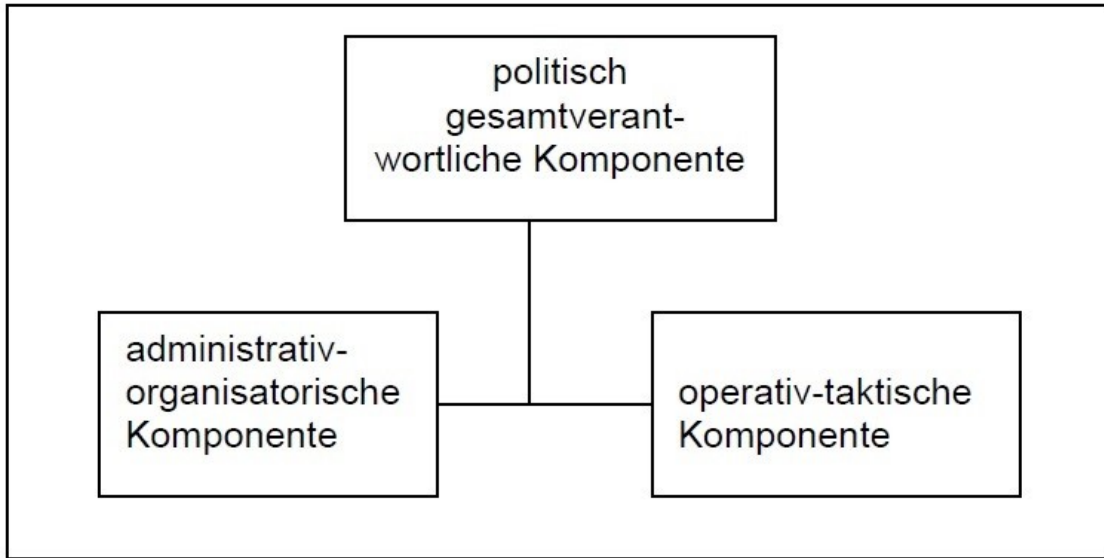 politisch
gesamtverant-
wortliche Komponente
administrativ-
organisatorische
Komponente
operativ-taktische
Komponente